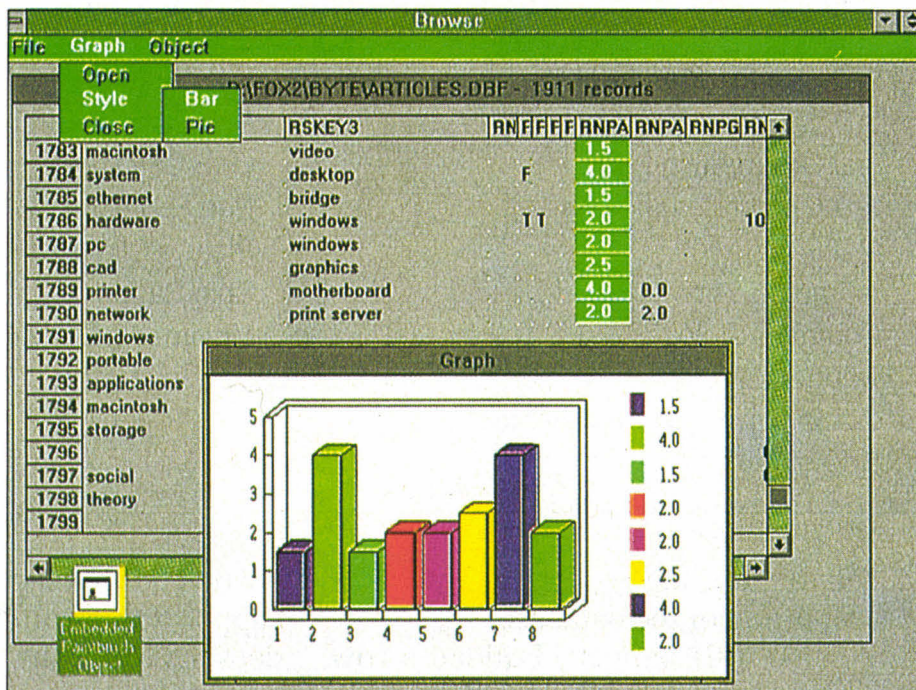 Browse
File Graph Object
Open
Style Bar
Close Pie
D:\FOX2\BYTE\ARTICLES.DBF - 1911 records
RSKEY3 RN F F F F RNPA RNPA RNPG RN
1783 macintosh video 1.5
1784 system desktop F 4.0
1785 ethernet bridge 1.5
1786 hardware windows T T 2.0 10
1787 pc windows 2.0
1788 cad graphics 2.5
1789 printer motherboard 4.0 0.0
1790 network print server 2.0 2.0
1791 windows
1792 portable
1793 applications
1794 macintosh
1795 storage
1796
1797 social
1798 theory
1799
Graph
5
4
3
2
1
0
1 2 3 4 5 6 7 8
1.5
4.0
1.5
2.0
2.0
2.5
4.0
2.0
Embedded
Paintbrush
Object